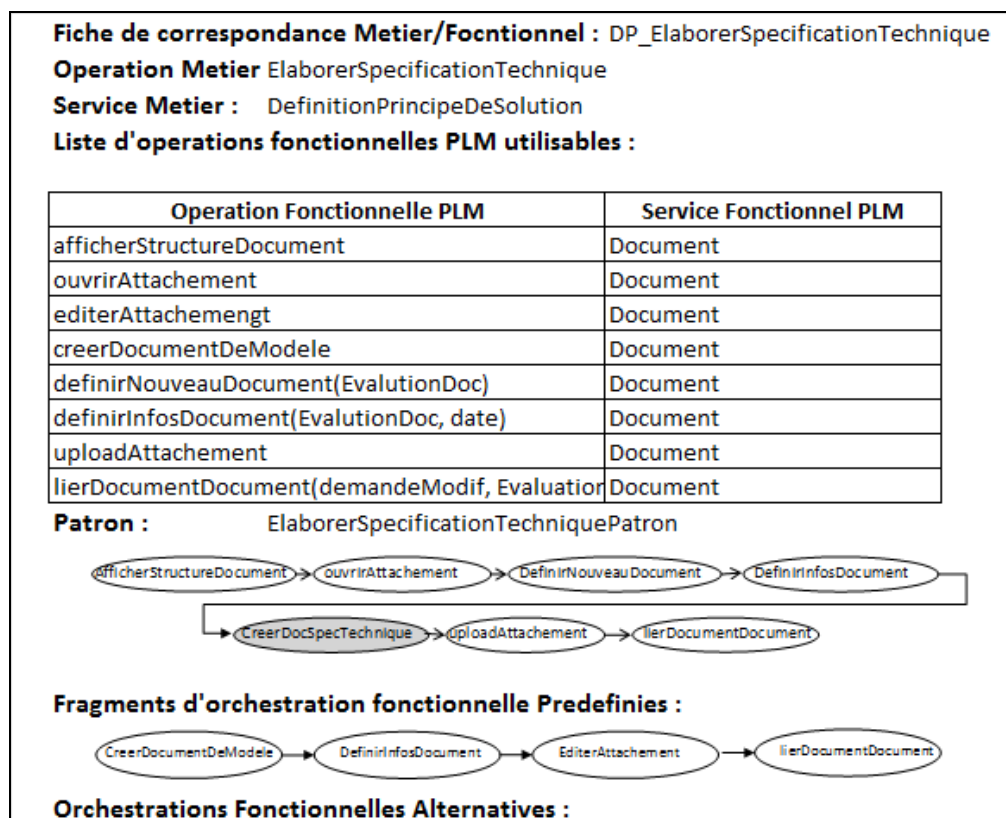 Fiche de correspondance Metier/Focntionnel : DP_ElaborerSpecificationTechnique
Operation Metier ElaborerSpecificationTechnique
Service Metier : DefinitionPrincipeDeSolution
Liste d'operations fonctionnelles PLM utilisables :
Operation Fonctionnelle PLM Service Fonctionnel PLM
afficherStructureDocument Document
ouvrirAttachement Document
editerAttachemengt Document
creerDocumentDeModele Document
definirNouveauDocument(EvalutionDoc) Document
definirInfosDocument(EvalutionDoc, date) Document
uploadAttachement Document
lierDocumentDocument(demandeModif, Evaluation Document
Patron : ElaborerSpecificationTechniquePatron
AfficherStructureDocument ouvrirAttachement DefinirNouveauDocument DefinirInfosDocument
CreerDocSpecTechnique uploadAttachement lierDocumentDocument
Fragments d'orchestration fonctionnelle Predefinies :
CreerDocumentDeModele DefinirInfosDocument EditerAttachement lierDocumentDocument
Orchestrations Fonctionnelles Alternatives :